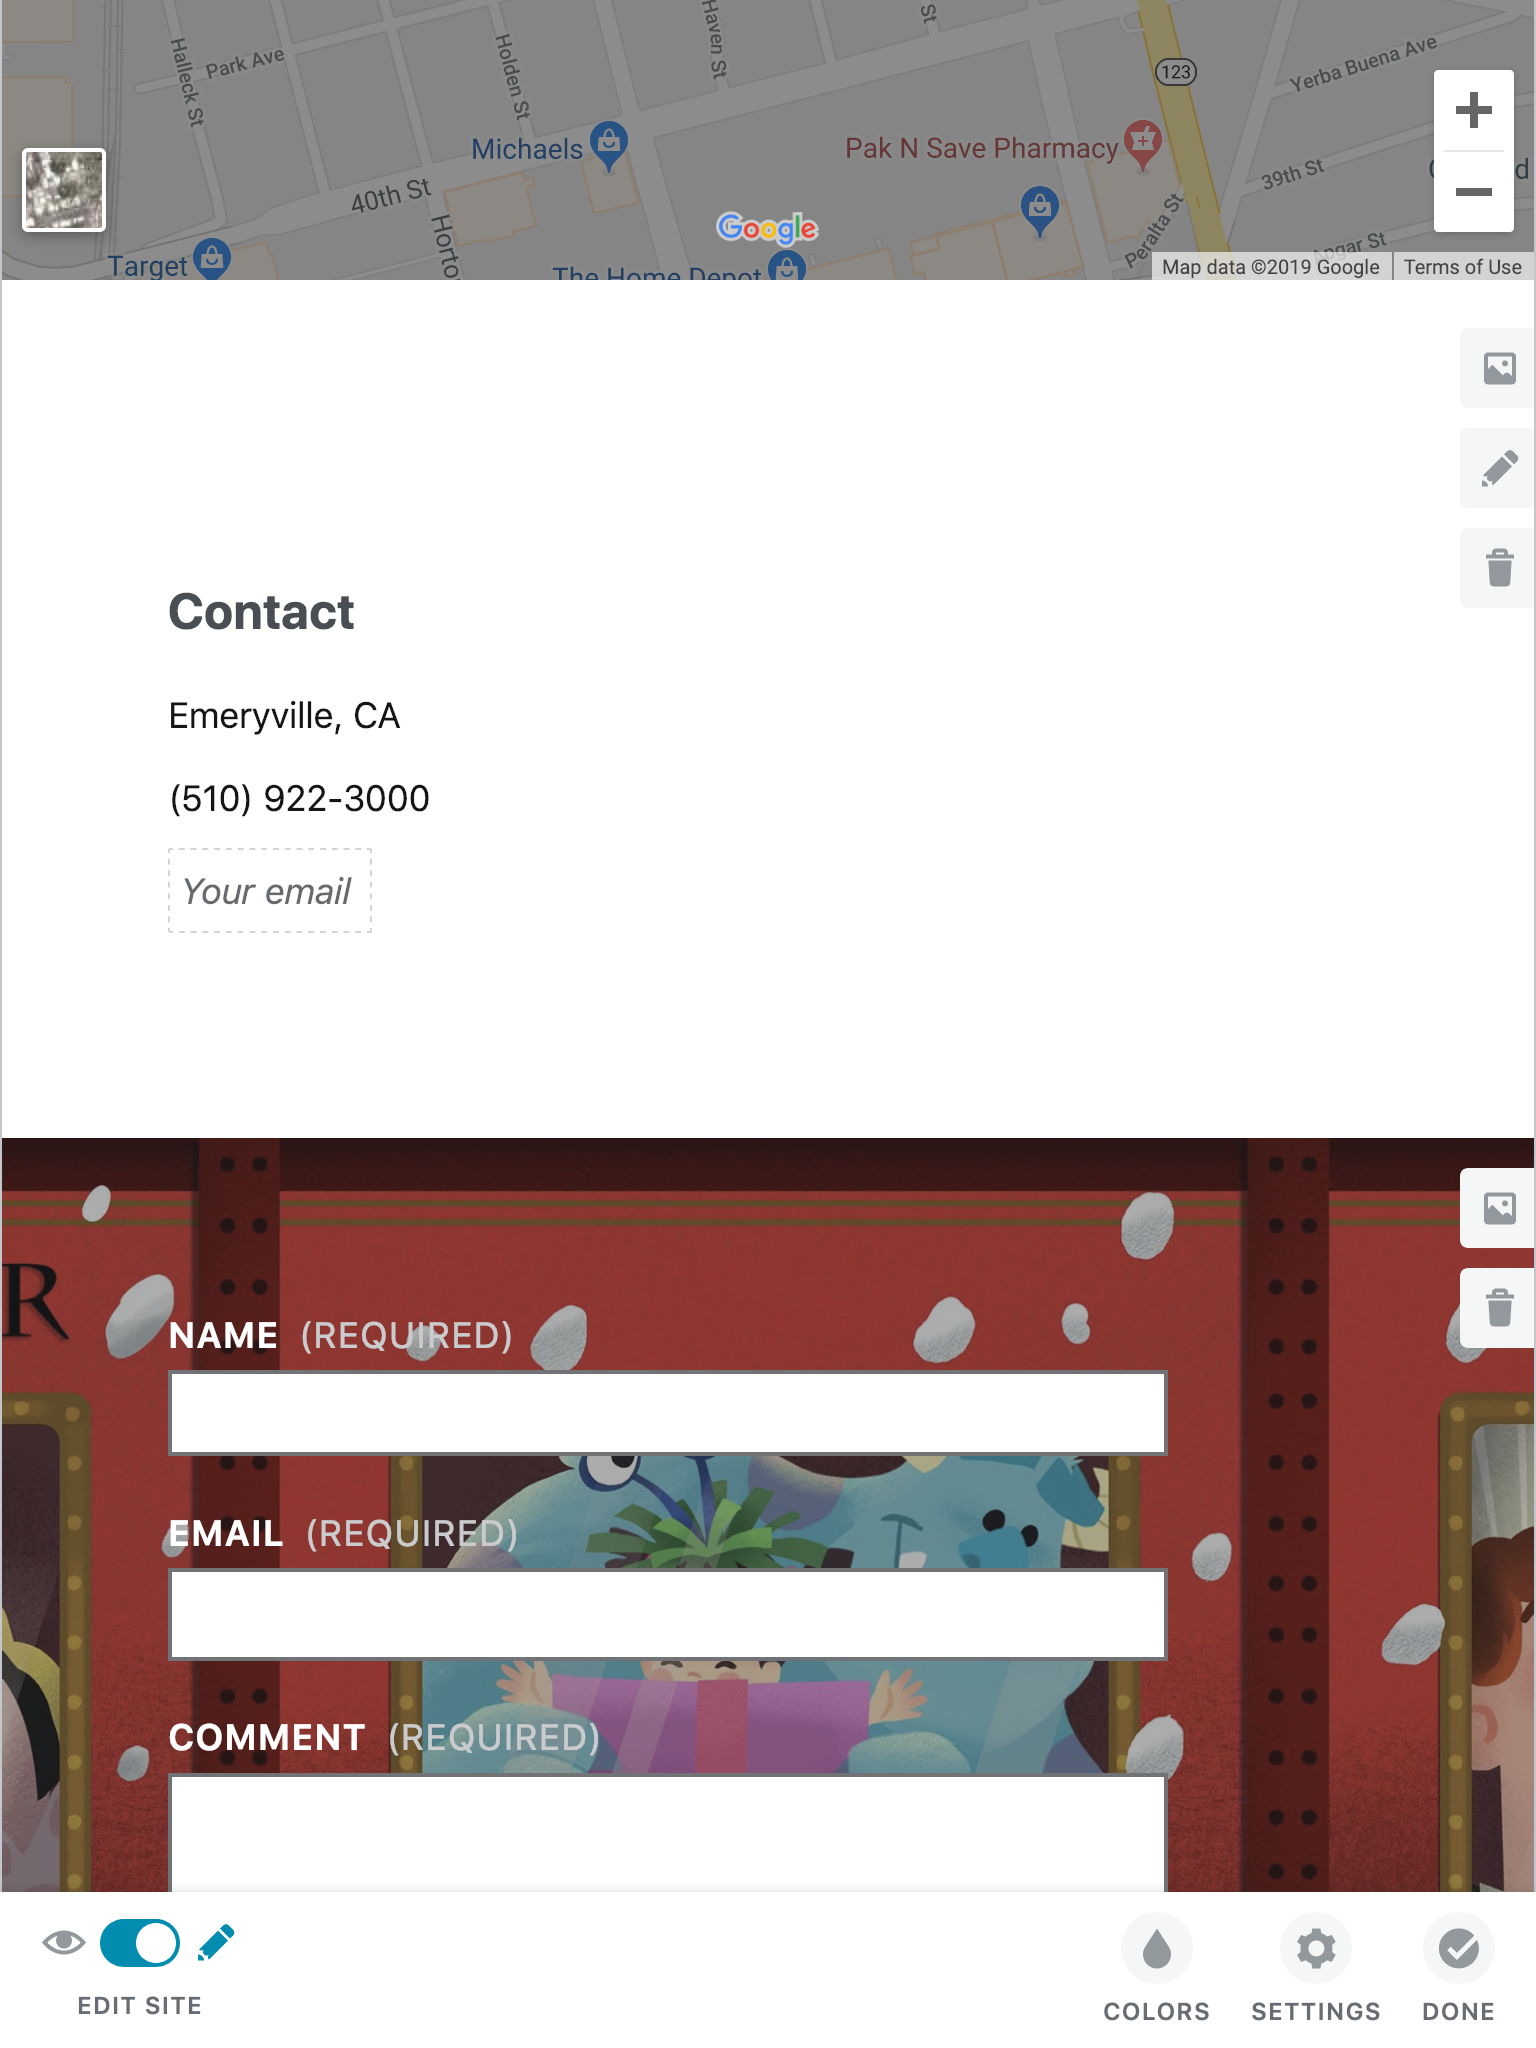 St
Haven St
Halleck St
Park Ave
Holden St
Yerba Buena Ave
123
Michaels
Pak N Save Pharmacy
39th St
d
40th St
Peralta St
Google
Horto
Apgar St
Target
The Home Depot
Map data ©2019 Google
Terms of Use
Contact
Emeryville, CA
(510) 922-3000
Your email
R
NAME (REQUIRED)
EMAIL (REQUIRED)
COMMENT (REQUIRED)
EDIT SITE
COLORS
SETTINGS
DONE